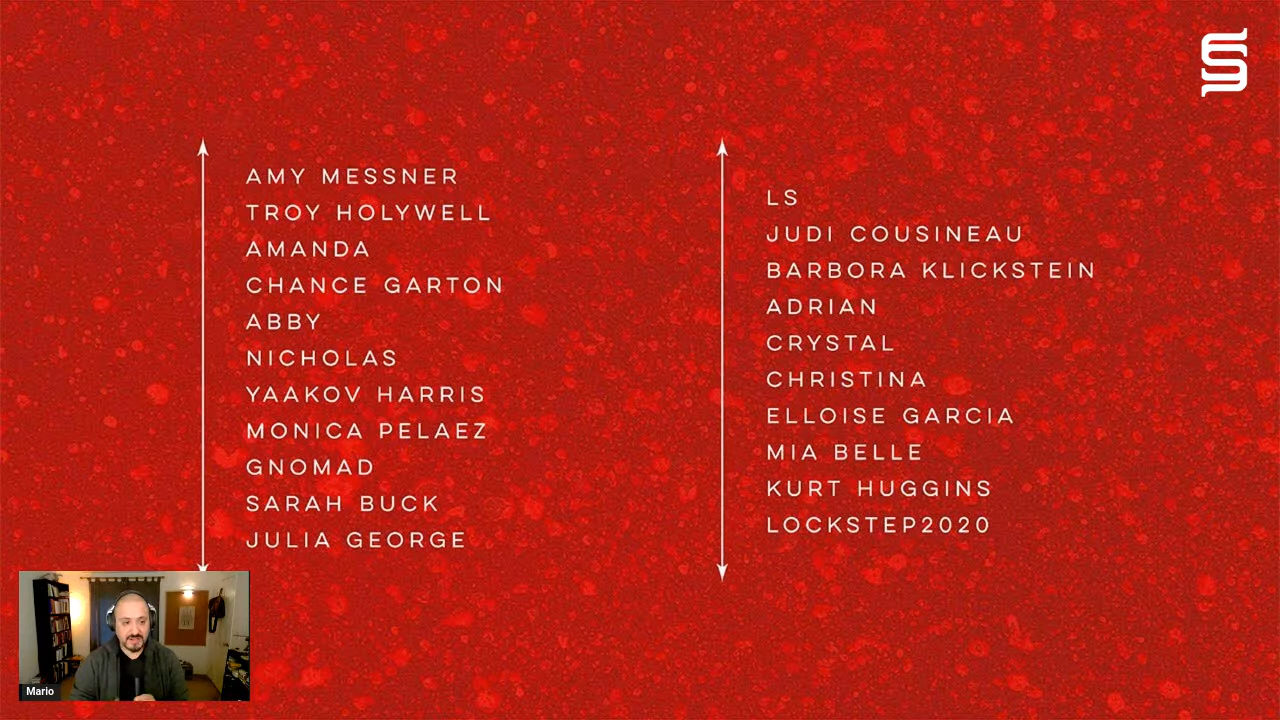 AMY MESSNER
TROY HOLYWELL
AMANDA
CHANCE GARTON
ABBY
NICHOLAS
YAAKOV HARRIS
MONICA PELAEZ
GNOMAD
SARAH BUCK
JULIA GEORGE
LS
JUDI COUSINEAU
BARBORA KLICKSTEIN
ADRIAN
CRYSTAL
CHRISTINA
ELLOISE GARCIA
MIA BELLE
KURT HUGGINS
LOCKSTEP2020
Mario